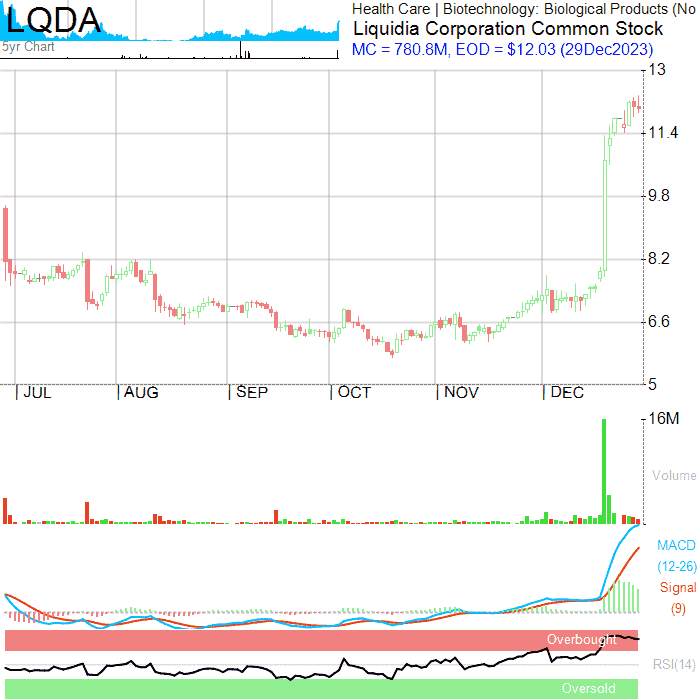 LQDA
5yr Chart
Health Care | Biotechnology: Biological Products (No
Liquidia Corporation Common Stock
MC = 780.8M, EOD = $12.03 (29Dec2023)
13
11.4
9.8
8.2
6.6
5
| JUL | AUG | SEP | OCT | NOV | DEC
16M
Volume
MACD
(12-26)
Signal
(9)
Overbought
RSI(14)
Oversold